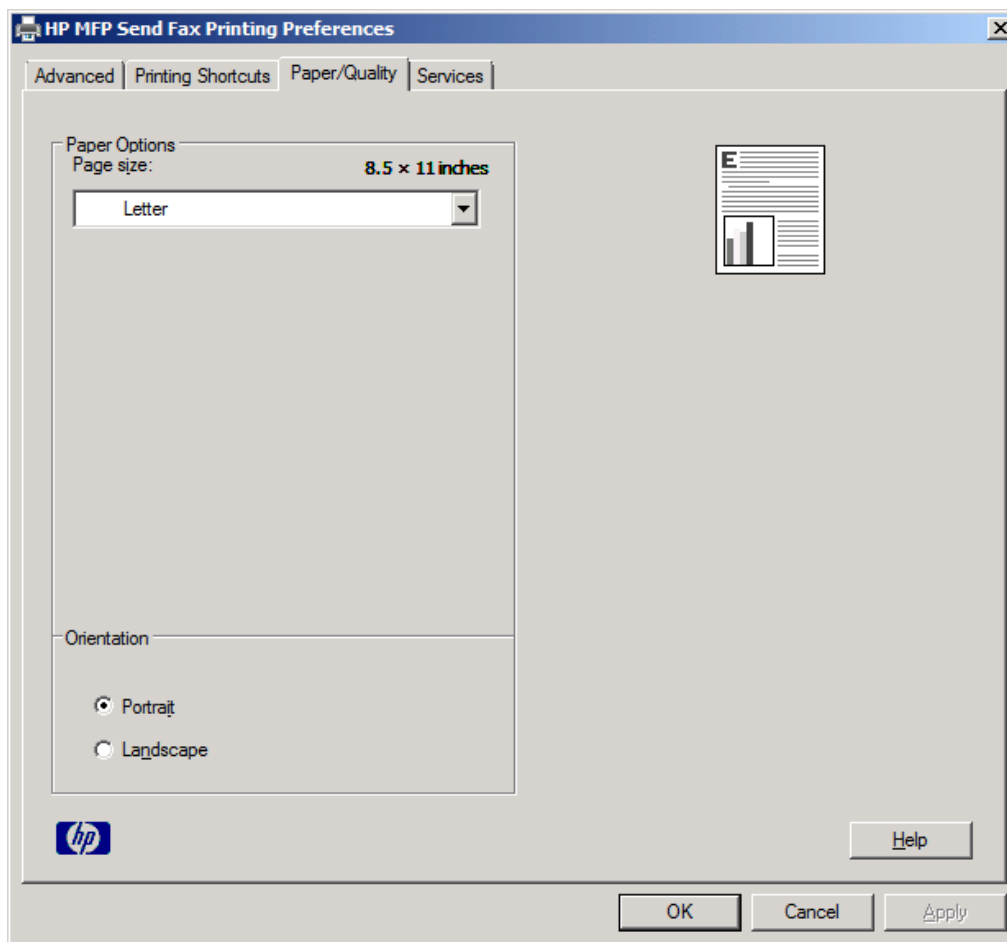 HP MFP Send Fax Printing Preferences
Advanced Printing Shortcuts Paper/Quality Services
Paper Options
Page size: 8.5 × 11 inches
Letter
E
Orientation
Portrait
Landscape
hp
Help
OK Cancel Apply